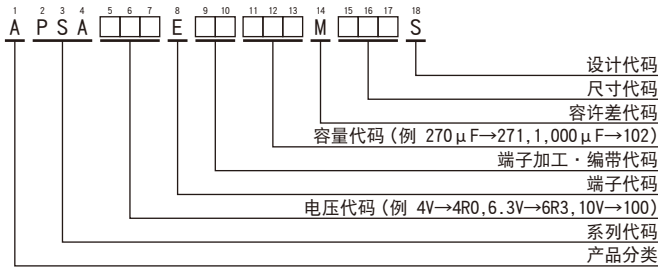 1 2 3 4 5 6 7 8 9 10 11 12 13 14 15 16 17 18
A P S A □□□ E □□ □□□ M □□□ S
设计代码
尺寸代码
容许差代码
容量代码(例 270μF→271,1,000μF→102)
端子加工・编带代码
端子代码
电压代码(例 4V→4R0,6.3V→6R3,10V→100)
系列代码
产品分类